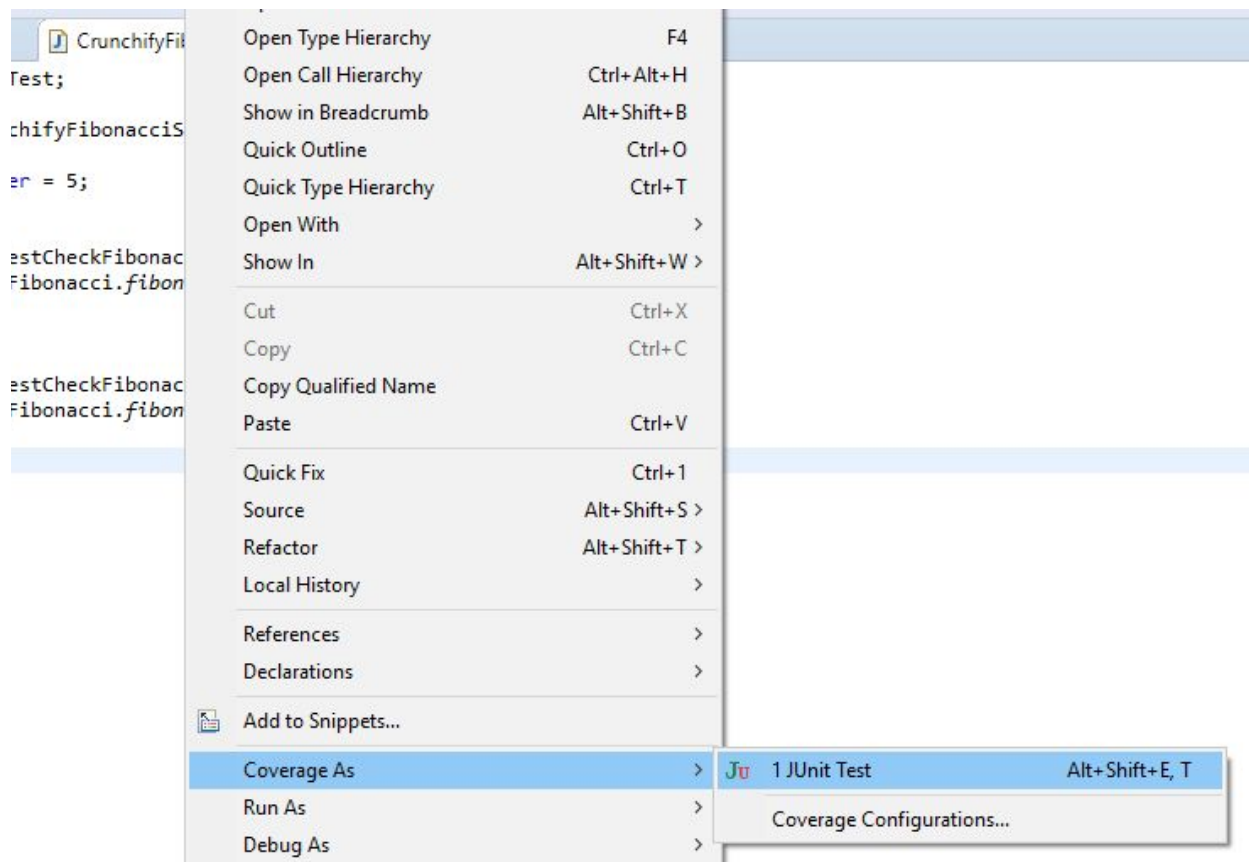 CrunchifyFi
Test;
chifyFibonacciS
er = 5;
estCheckFibonac
Fibonacci.fibon
estCheckFibonac
Fibonacci.fibon
Open Type Hierarchy F4
Open Call Hierarchy Ctrl+Alt+H
Show in Breadcrumb Alt+Shift+B
Quick Outline Ctrl+O
Quick Type Hierarchy Ctrl+T
Open With >
Show In Alt+Shift+W >
Cut Ctrl+X
Copy Ctrl+C
Copy Qualified Name
Paste Ctrl+V
Quick Fix Ctrl+1
Source Alt+Shift+S >
Refactor Alt+Shift+T >
Local History >
References >
Declarations >
Add to Snippets...
Coverage As >
Run As >
Debug As >
JU 1 JUnit Test Alt+Shift+E, T
Coverage Configurations...